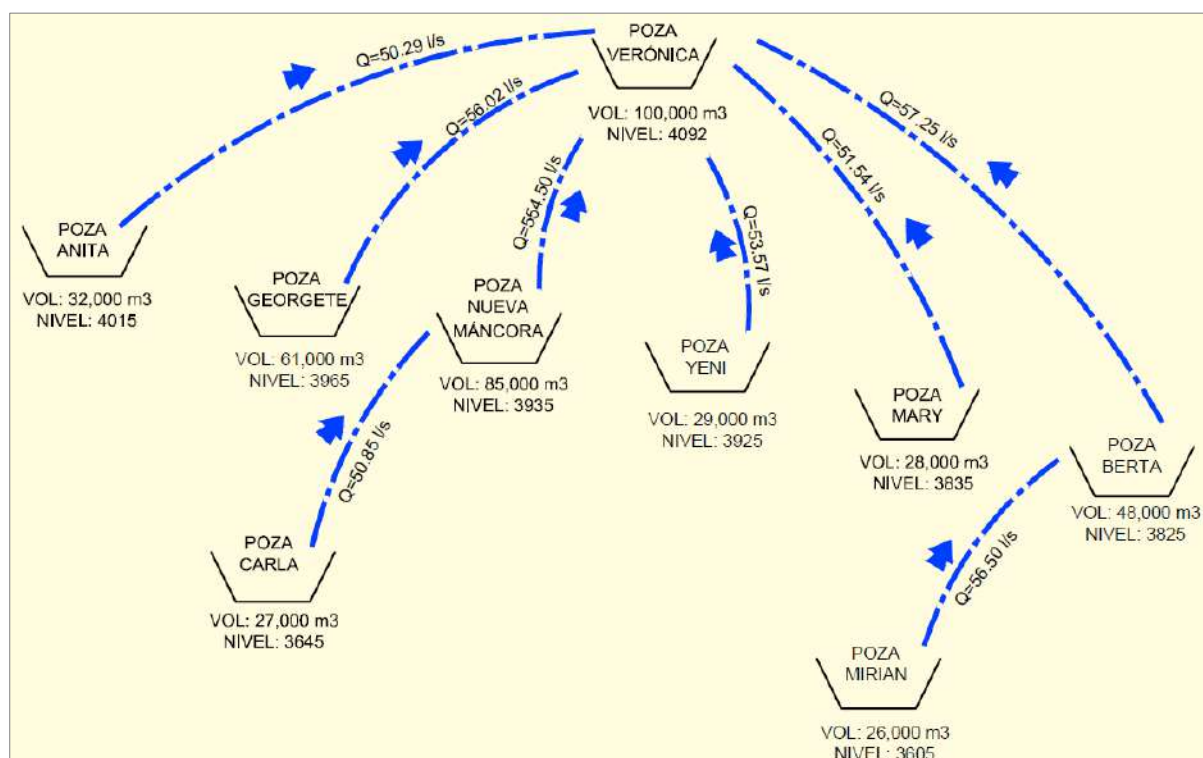 POZA
VERÓNICA
VOL: 100,000 m3
NIVEL: 4092
Q=50.29 l/s
Q=56.02 l/s
Q=554.50 l/s
Q=53.57 l/s
Q=51.54 l/s
Q=57.25 l/s
POZA
ANITA
VOL: 32,000 m3
NIVEL: 4015
POZA
GEORGETE
VOL: 61,000 m3
NIVEL: 3965
POZA
NUEVA
MÁNCORA
VOL: 85,000 m3
NIVEL: 3935
POZA
YENI
VOL: 29,000 m3
NIVEL: 3925
POZA
MARY
VOL: 28,000 m3
NIVEL: 3835
POZA
BERTA
VOL: 48,000 m3
NIVEL: 3825
Q=50.85 l/s
Q=56.50 l/s
POZA
CARLA
VOL: 27,000 m3
NIVEL: 3645
POZA
MIRIAN
VOL: 26,000 m3
NIVEL: 3605